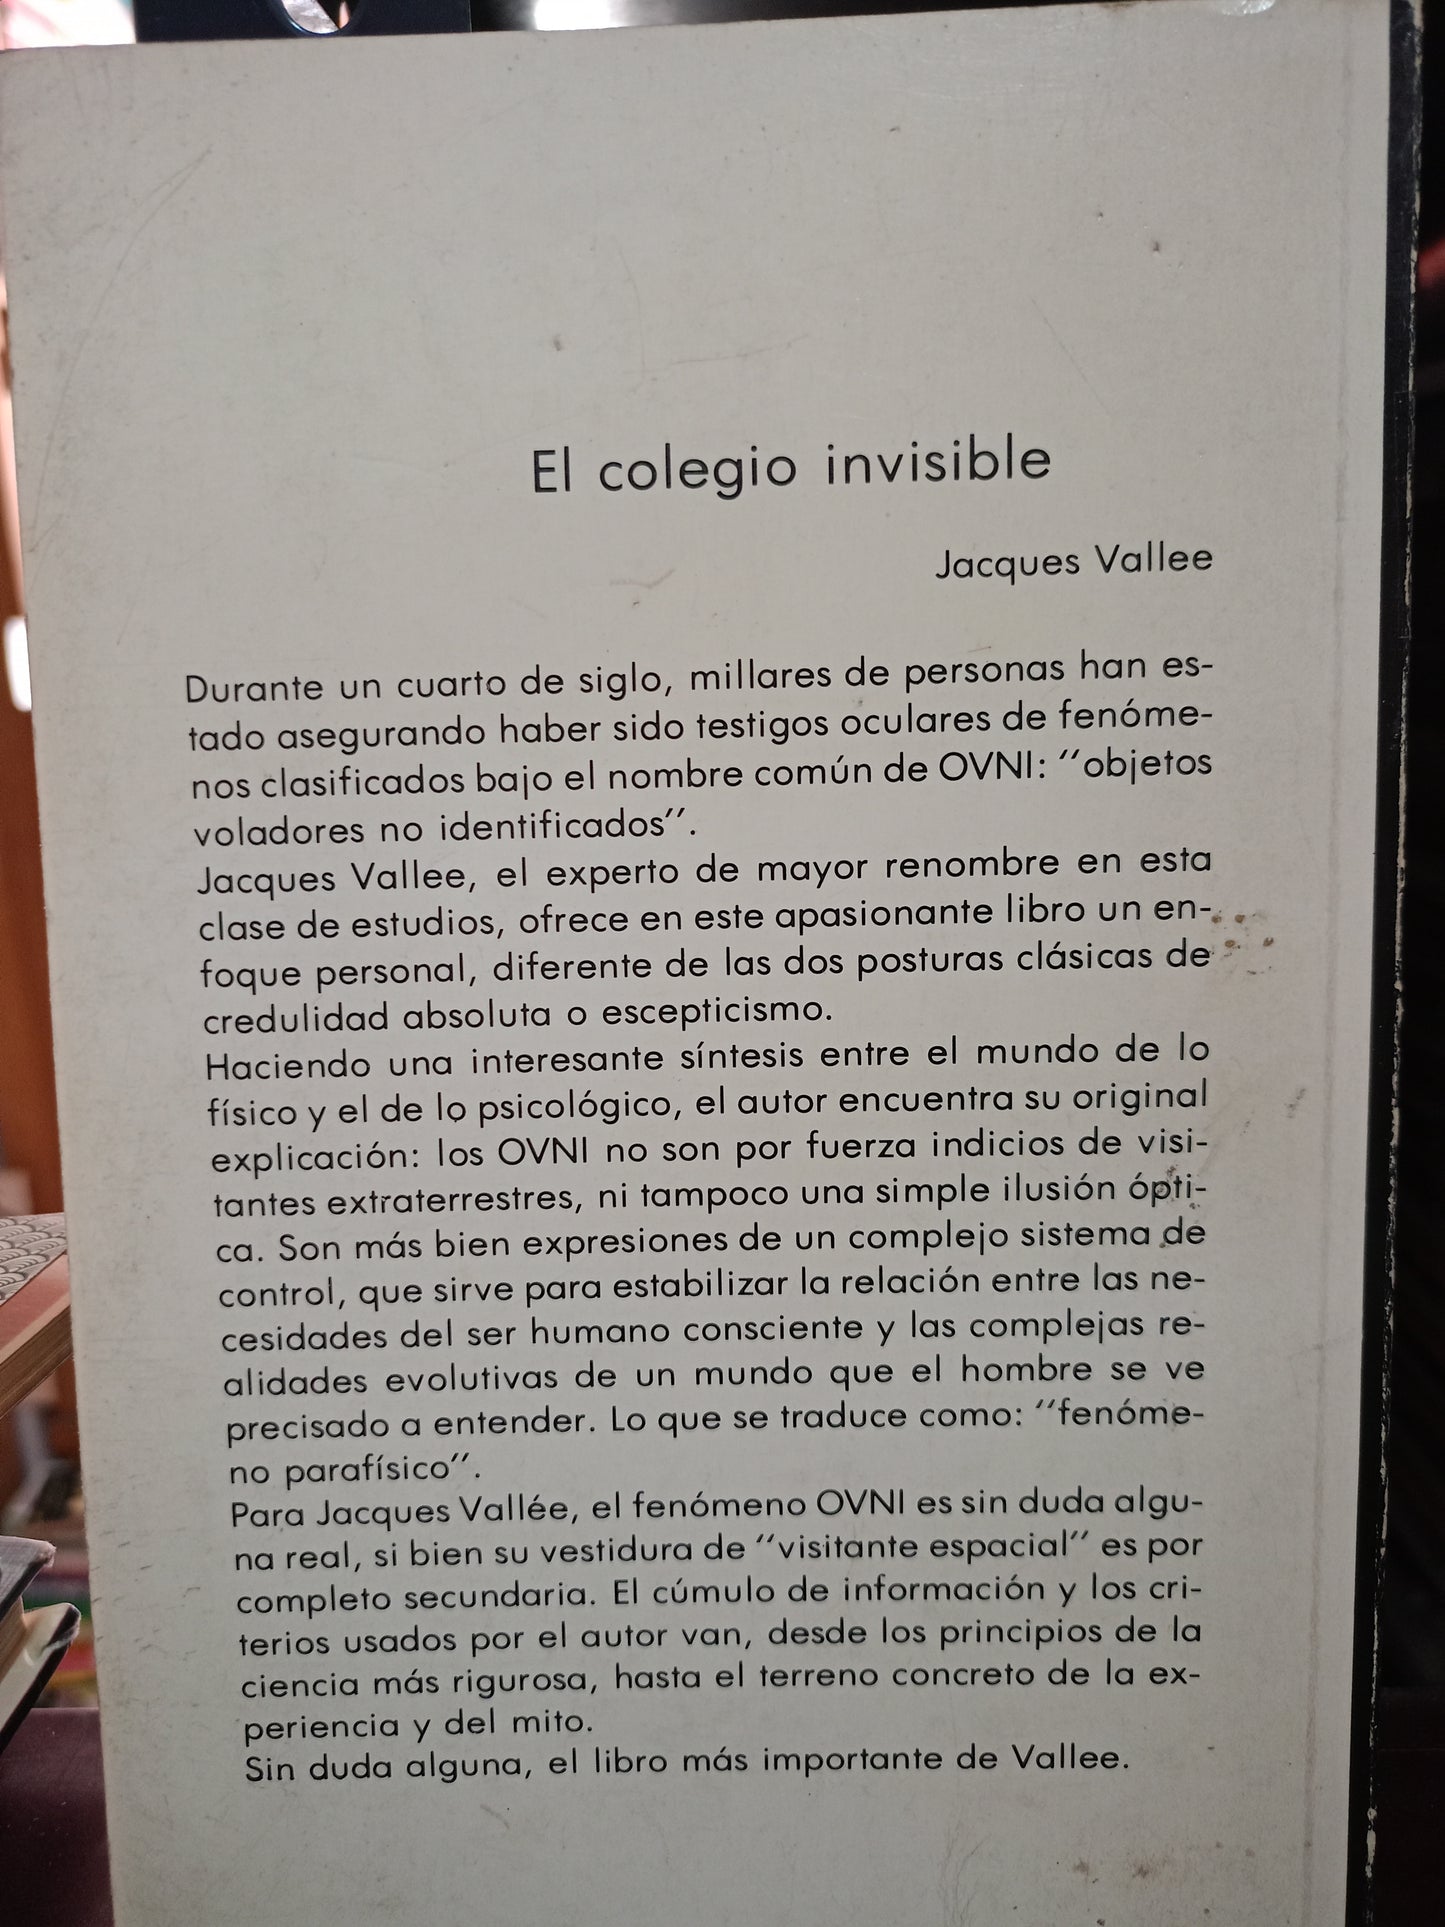 El colegio invisible
Jacques Vallee
Durante un cuarto de siglo, millares de personas han es-
tado asegurando haber sido testigos oculares de fenóme-
nos clasificados bajo el nombre común de OVNI: ''objetos
voladores no identificados''.
Jacques Vallee, el experto de mayor renombre en esta
clase de estudios, ofrece en este apasionante libro un en-
foque personal, diferente de las dos posturas clásicas de
credulidad absoluta o escepticismo.
Haciendo una interesante síntesis entre el mundo de lo
físico y el de lo psicológico, el autor encuentra su original
explicación: los OVNI no son por fuerza indicios de visi-
tantes extraterrestres, ni tampoco una simple ilusión ópti-
ca. Son más bien expresiones de un complejo sistema de
control, que sirve para estabilizar la relación entre las ne-
cesidades del ser humano consciente y las complejas re-
alidades evolutivas de un mundo que el hombre se ve
precisado a entender. Lo que se traduce como: ''fenóme-
no parafísico''.
Para Jacques Vallée, el fenómeno OVNI es sin duda algu-
na real, si bien su vestidura de ''visitante espacial'' es por
completo secundaria. El cúmulo de información y los cri-
terios usados por el autor van, desde los principios de la
ciencia más rigurosa, hasta el terreno concreto de la ex-
periencia y del mito.
Sin duda alguna, el libro más importante de Vallee.